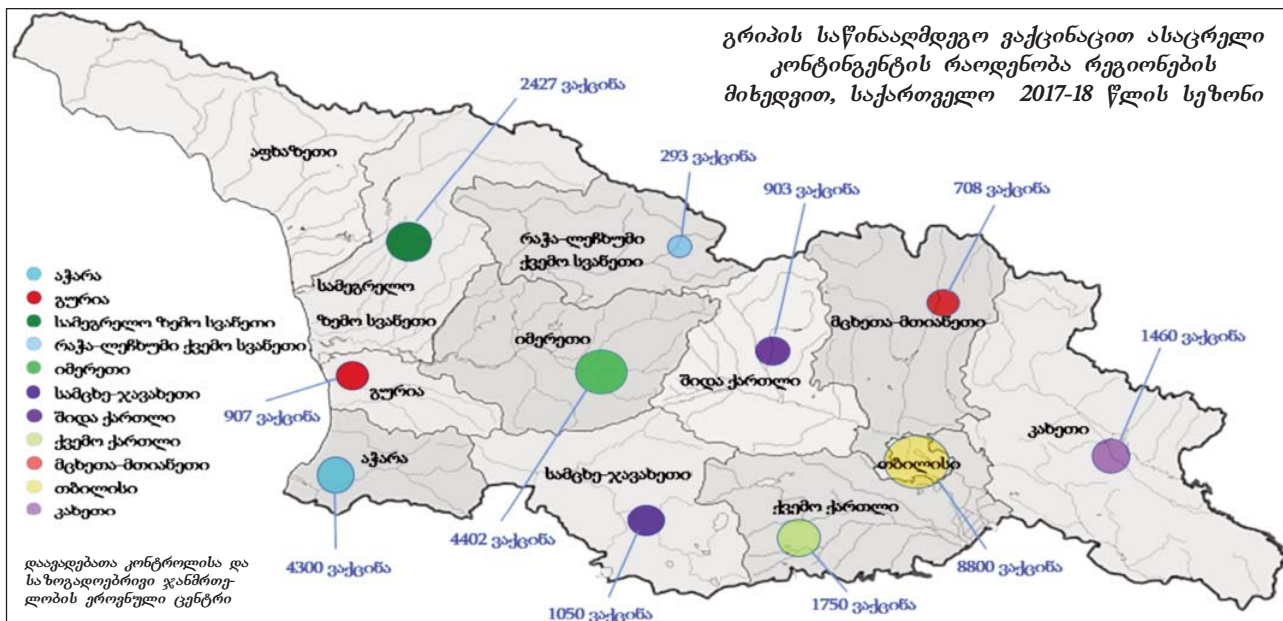 გრიპის საწინააღმდეგო ვაქცინაცით ასაცრელი
კონტინგენტის რაოდენობა რეგიონების
მიხედვით, საქართველო 2017-18 წლის სეზონი
2427 ვაქცინა
293 ვაქცინა
903 ვაქცინა
708 ვაქცინა
აფხაზეთი
რაჭა-ლეჩხუმი
ქვემო სვანეთი
სამეგრელო
ზემო სვანეთი
იმერეთი
შიდა ქართლი
მცხეთა-მთიანეთი
1460 ვაქცინა
აჭარა
გურია
სამეგრელო ზემო სვანეთი
რაჭა-ლეჩხუმი ქვემო სვანეთი
იმერეთი
სამცხე-ჯავახეთი
შიდა ქართლი
ქვემო ქართლი
მცხეთა-მთიანეთი
თბილისი
კახეთი
გურია
907 ვაქცინა
აჭარა
სამცხე-ჯავახეთი
თბილისი
კახეთი
ქვემო ქართლი
4300 ვაქცინა
4402 ვაქცინა
1050 ვაქცინა
1750 ვაქცინა
8800 ვაქცინა
დაავადებათა კონტროლისა და
საზოგადოებრივი ჯანმრთე-
ლობის ეროვნული ცენტრი